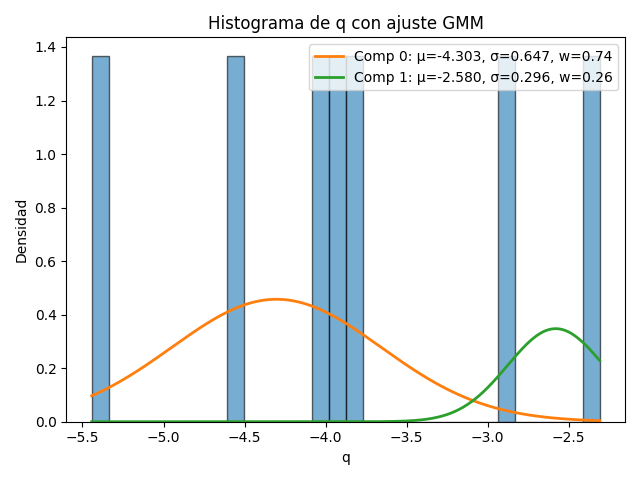 Histograma de q con ajuste GMM
Comp 0: μ=-4.303, σ=0.647, w=0.74
Comp 1: μ=-2.580, σ=0.296, w=0.26
Densidad
1.4
1.2
1.0
0.8
0.6
0.4
0.2
0.0
−5.5 −5.0 −4.5 −4.0 −3.5 −3.0 −2.5
q